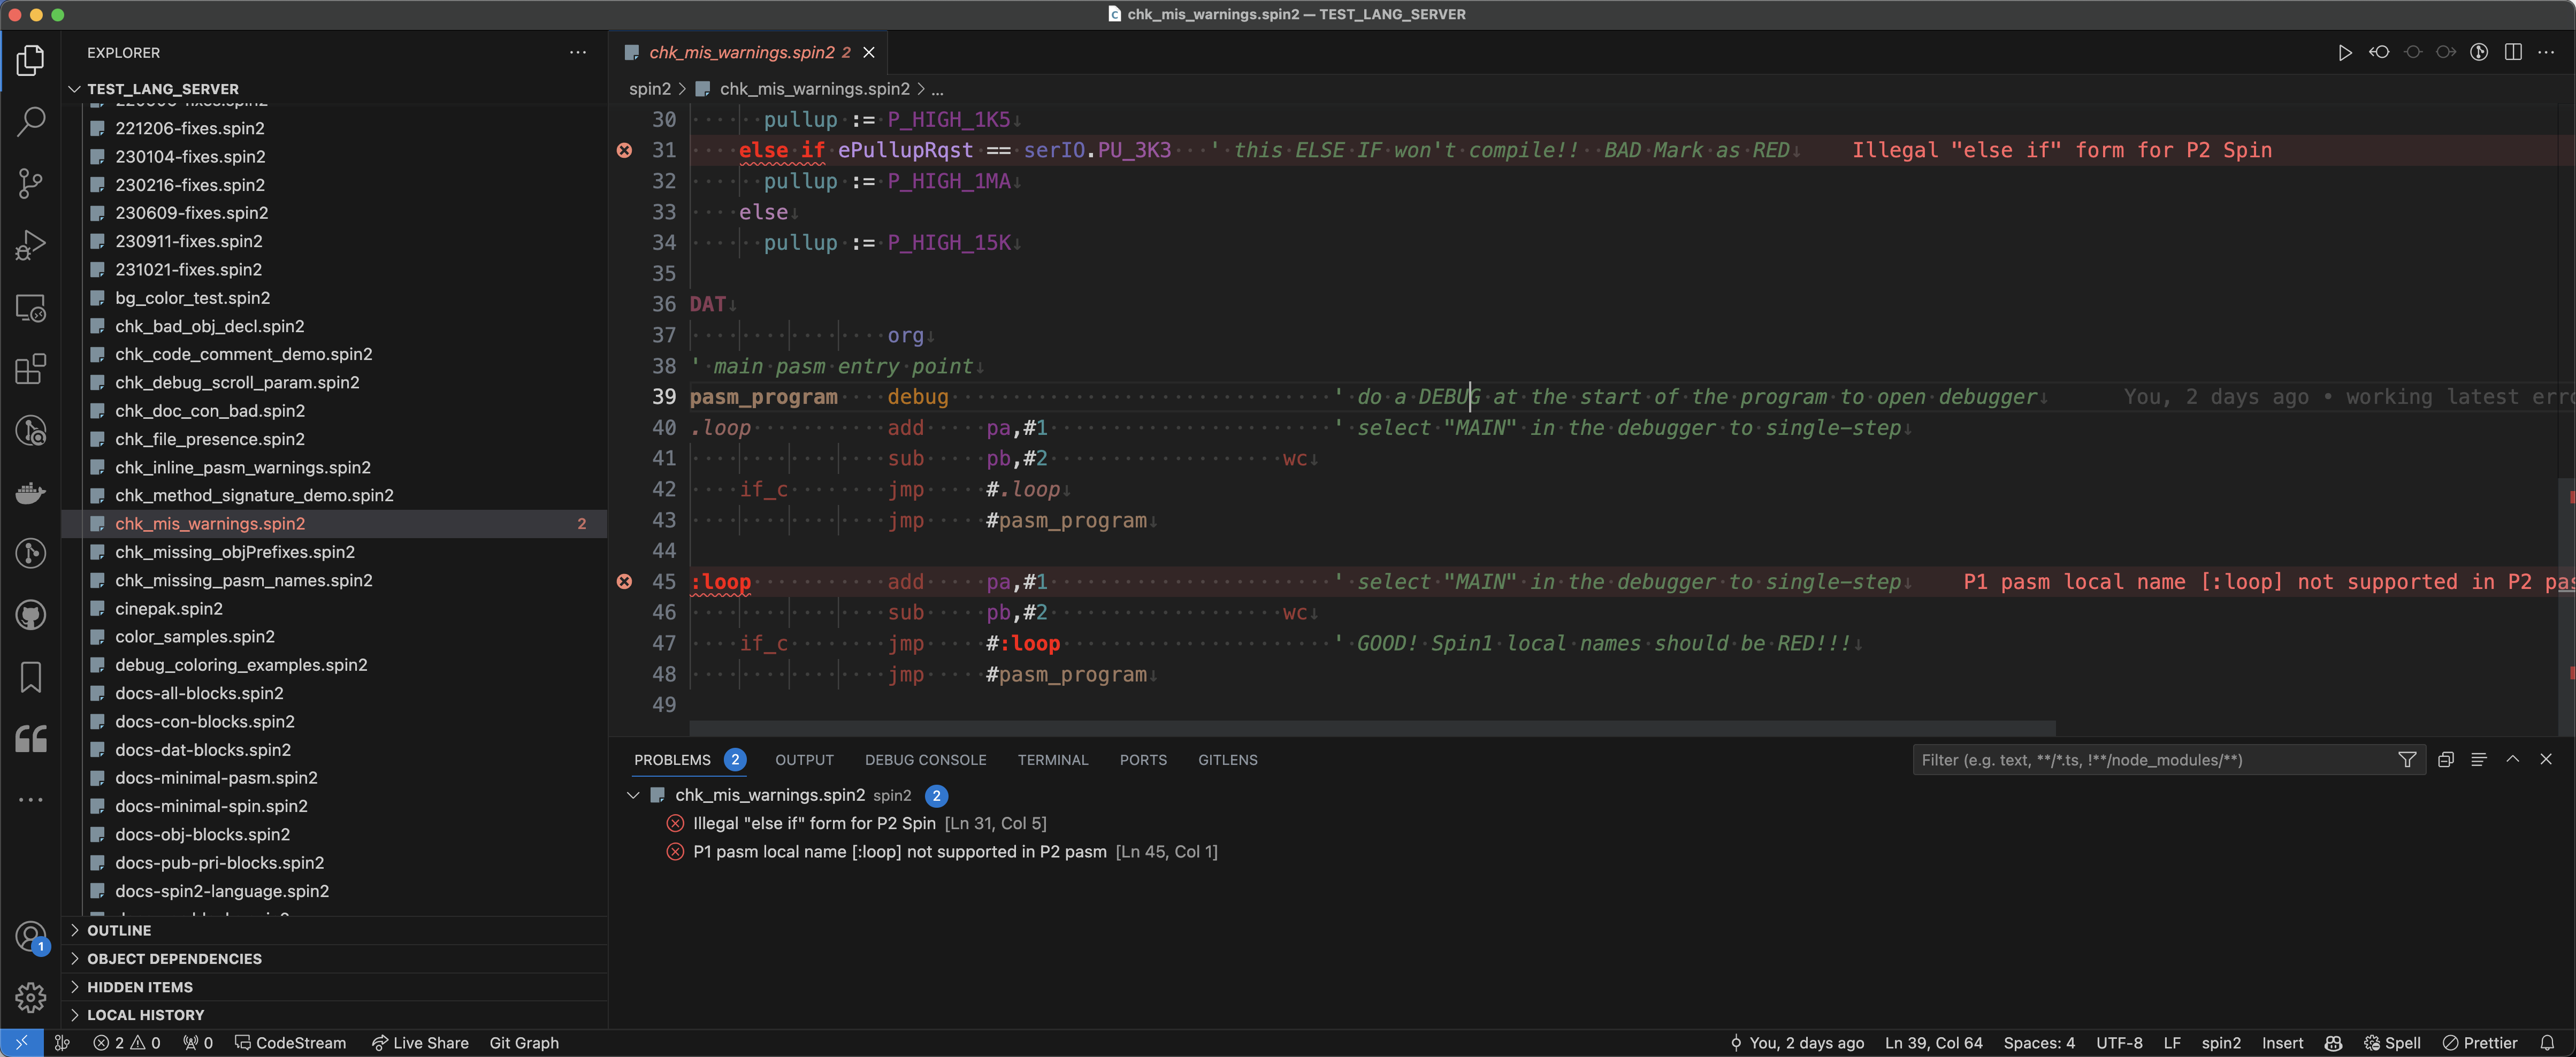 chk_mis_warnings.spin2 — TEST_LANG_SERVER
EXPLORER
TEST_LANG_SERVER
221206-fixes.spin2
230104-fixes.spin2
230216-fixes.spin2
230609-fixes.spin2
230911-fixes.spin2
231021-fixes.spin2
bg_color_test.spin2
chk_bad_obj_decl.spin2
chk_code_comment_demo.spin2
chk_debug_scroll_param.spin2
chk_doc_con_bad.spin2
chk_file_presence.spin2
chk_inline_pasm_warnings.spin2
chk_method_signature_demo.spin2
chk_mis_warnings.spin2 2
chk_missing_objPrefixes.spin2
chk_missing_pasm_names.spin2
cinepak.spin2
color_samples.spin2
debug_coloring_examples.spin2
docs-all-blocks.spin2
docs-con-blocks.spin2
docs-dat-blocks.spin2
docs-minimal-pasm.spin2
docs-minimal-spin.spin2
docs-obj-blocks.spin2
docs-pub-pri-blocks.spin2
docs-spin2-language.spin2
OUTLINE
OBJECT DEPENDENCIES
HIDDEN ITEMS
LOCAL HISTORY
1
chk_mis_warnings.spin2 2
spin2 > chk_mis_warnings.spin2 > ...
30 pullup := P_HIGH_1K5
31 else if ePullupRqst == serIO.PU_3K3 ' this ELSE IF won't compile!! BAD Mark as RED Illegal "else if" form for P2 Spin
32 pullup := P_HIGH_1MA
33 else
34 pullup := P_HIGH_15K
35
36 DAT
37 org
38 ' main pasm entry point
39 pasm_program debug ' do a DEBUG at the start of the program to open debugger You, 2 days ago • working latest erro
40 .loop add pa,#1 ' select "MAIN" in the debugger to single-step
41 sub pb,#2 wc
42 if_c jmp #.loop
43 jmp #pasm_program
44
45 :loop add pa,#1 ' select "MAIN" in the debugger to single-step P1 pasm local name [:loop] not supported in P2 pas
46 sub pb,#2 wc
47 if_c jmp #:loop ' GOOD! Spin1 local names should be RED!!!
48 jmp #pasm_program
49
PROBLEMS 2 OUTPUT DEBUG CONSOLE TERMINAL PORTS GITLENS Filter (e.g. text, **/*.ts, !**/node_modules/**)
chk_mis_warnings.spin2 spin2 2
Illegal "else if" form for P2 Spin [Ln 31, Col 5]
P1 pasm local name [:loop] not supported in P2 pasm [Ln 45, Col 1]
2 0 0 CodeStream Live Share Git Graph You, 2 days ago Ln 39, Col 64 Spaces: 4 UTF-8 LF spin2 Insert Spell Prettier